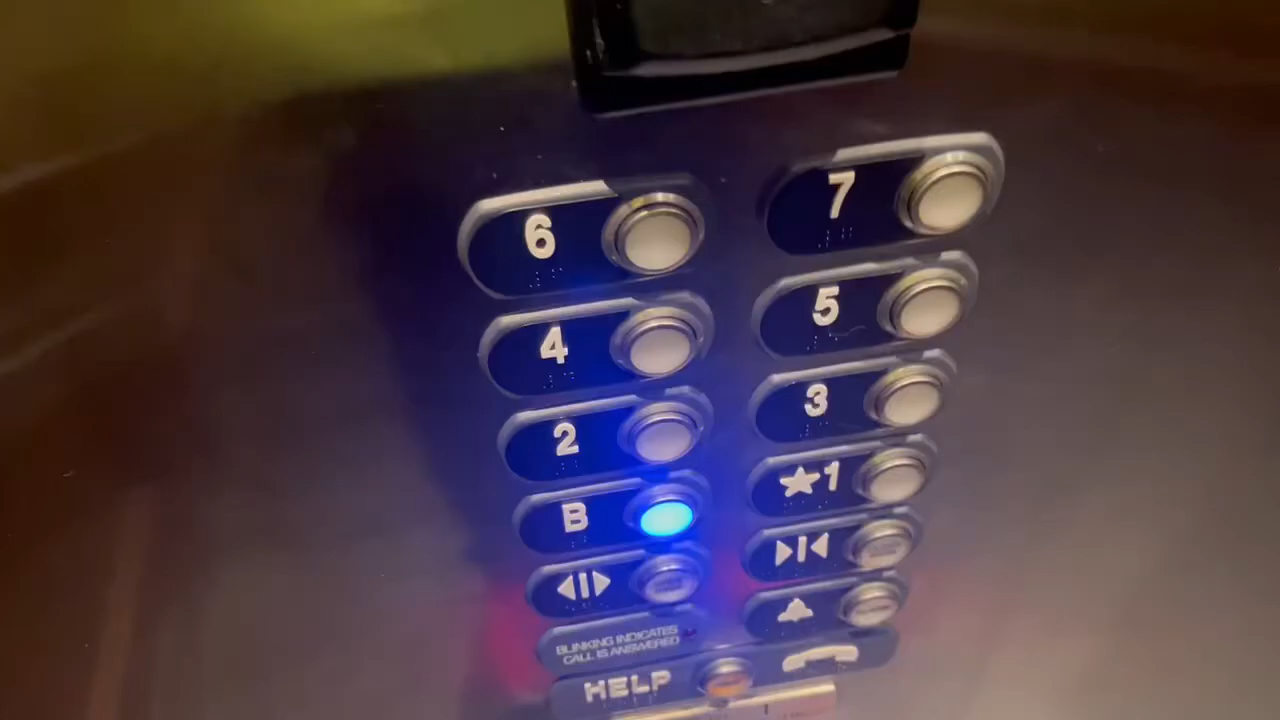 6 7
4 5
2 3
B ★1
BLINKING INDICATES
CALL IS ANSWERED
HELP